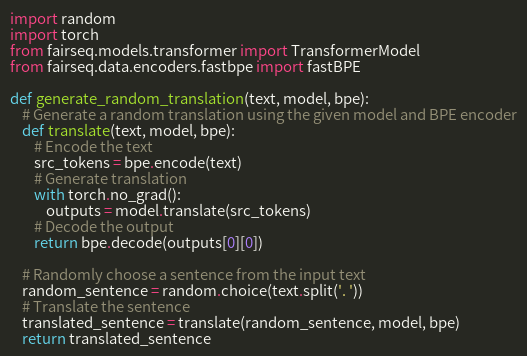 import random
import torch
from fairseq.models.transformer import TransformerModel
from fairseq.data.encoders.fastbpe import fastBPE

def generate_random_translation(text, model, bpe):
    # Generate a random translation using the given model and BPE encoder
    def translate(text, model, bpe):
        # Encode the text
        src_tokens = bpe.encode(text)
        # Generate translation
        with torch.no_grad():
            outputs = model.translate(src_tokens)
        # Decode the output
        return bpe.decode(outputs[0][0])

    # Randomly choose a sentence from the input text
    random_sentence = random.choice(text.split('. '))
    # Translate the sentence
    translated_sentence = translate(random_sentence, model, bpe)
    return translated_sentence